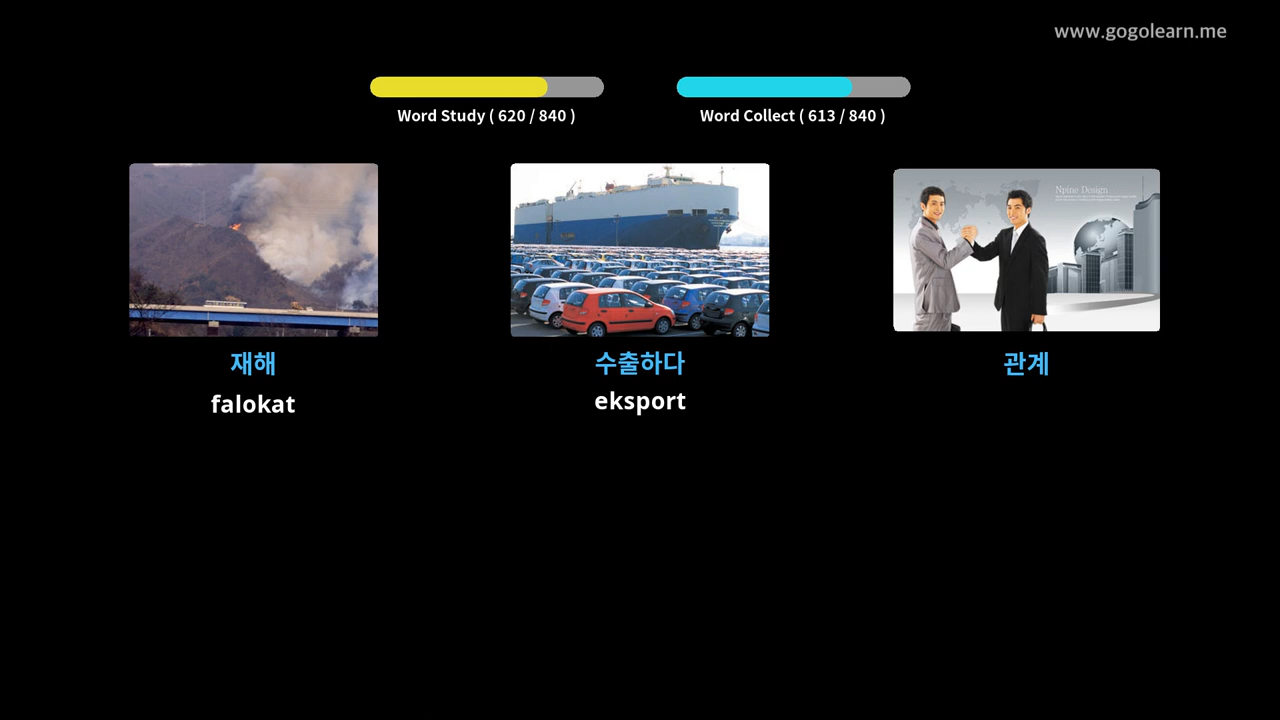 www.gogolearn.me
Word Study ( 620 / 840 )
Word Collect ( 613 / 840 )
Npine Design
재해
수출하다
관계
falokat
eksport